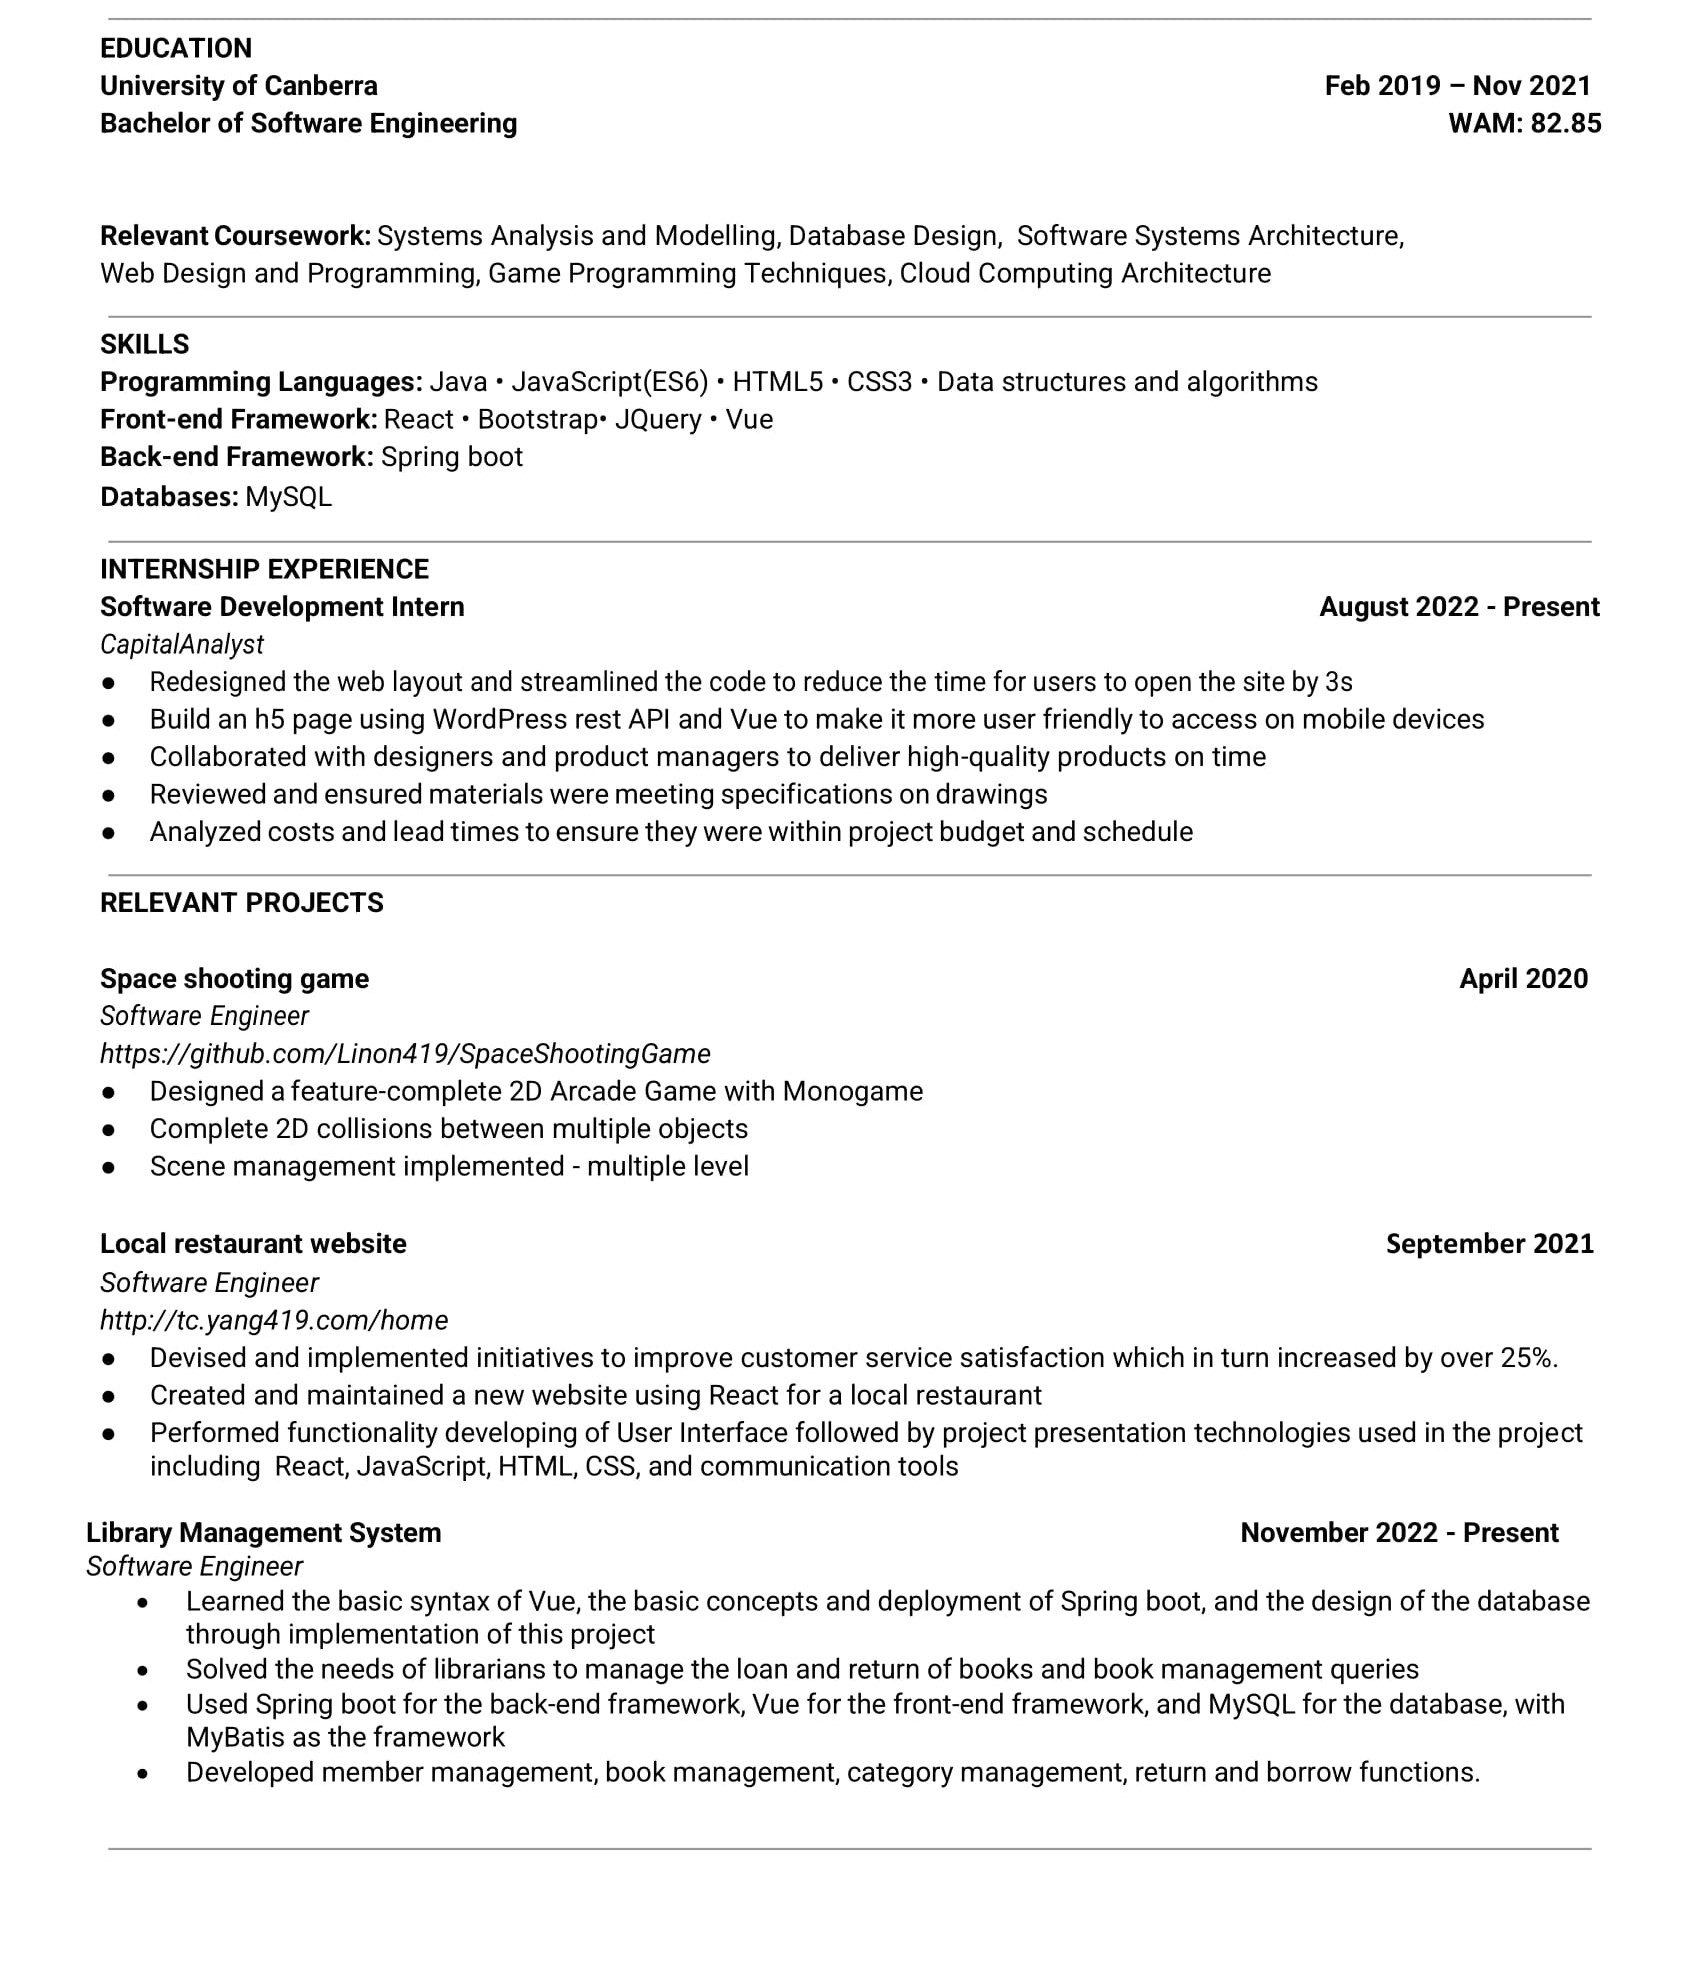 EDUCATION
University of Canberra Feb 2019 – Nov 2021
Bachelor of Software Engineering WAM: 82.85
Relevant Coursework: Systems Analysis and Modelling, Database Design, Software Systems Architecture,
Web Design and Programming, Game Programming Techniques, Cloud Computing Architecture
SKILLS
Programming Languages: Java • JavaScript(ES6) • HTML5 • CSS3 • Data structures and algorithms
Front-end Framework: React • Bootstrap• JQuery • Vue
Back-end Framework: Spring boot
Databases: MySQL
INTERNSHIP EXPERIENCE
Software Development Intern August 2022 - Present
CapitalAnalyst
● Redesigned the web layout and streamlined the code to reduce the time for users to open the site by 3s
● Build an h5 page using WordPress rest API and Vue to make it more user friendly to access on mobile devices
● Collaborated with designers and product managers to deliver high-quality products on time
● Reviewed and ensured materials were meeting specifications on drawings
● Analyzed costs and lead times to ensure they were within project budget and schedule
RELEVANT PROJECTS
Space shooting game April 2020
Software Engineer
https://github.com/Linon419/SpaceShootingGame
● Designed a feature-complete 2D Arcade Game with Monogame
● Complete 2D collisions between multiple objects
● Scene management implemented - multiple level
Local restaurant website September 2021
Software Engineer
http://tc.yang419.com/home
● Devised and implemented initiatives to improve customer service satisfaction which in turn increased by over 25%.
● Created and maintained a new website using React for a local restaurant
● Performed functionality developing of User Interface followed by project presentation technologies used in the project
including React, JavaScript, HTML, CSS, and communication tools
Library Management System November 2022 - Present
Software Engineer
• Learned the basic syntax of Vue, the basic concepts and deployment of Spring boot, and the design of the database
through implementation of this project
• Solved the needs of librarians to manage the loan and return of books and book management queries
• Used Spring boot for the back-end framework, Vue for the front-end framework, and MySQL for the database, with
MyBatis as the framework
• Developed member management, book management, category management, return and borrow functions.